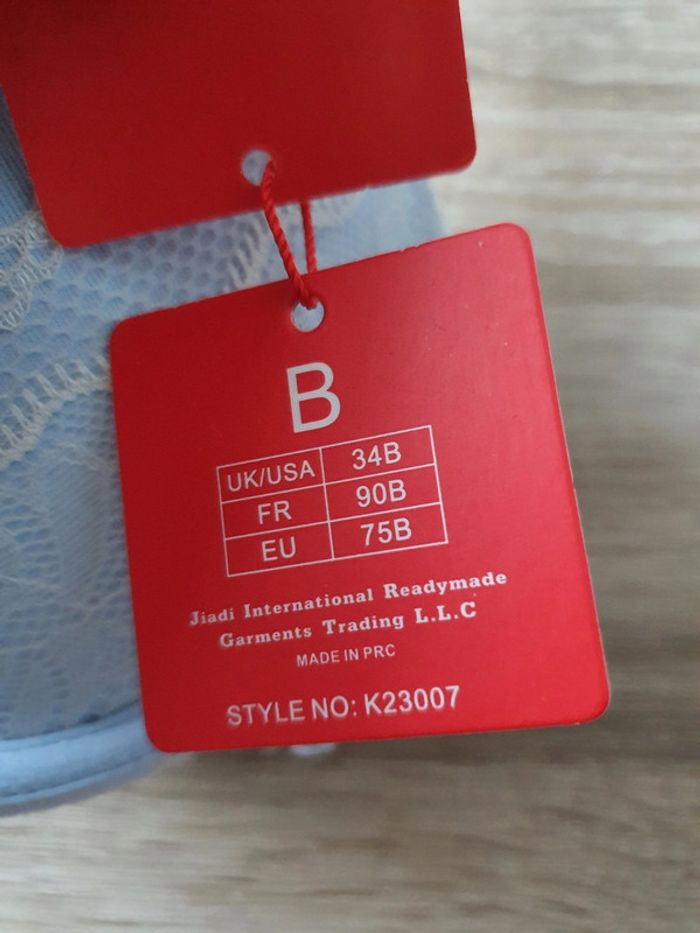 B
UK/USA 34B
FR 90B
EU 75B
Jiadi International Readymade
Garments Trading L.L.C
MADE IN PRC
STYLE NO: K23007